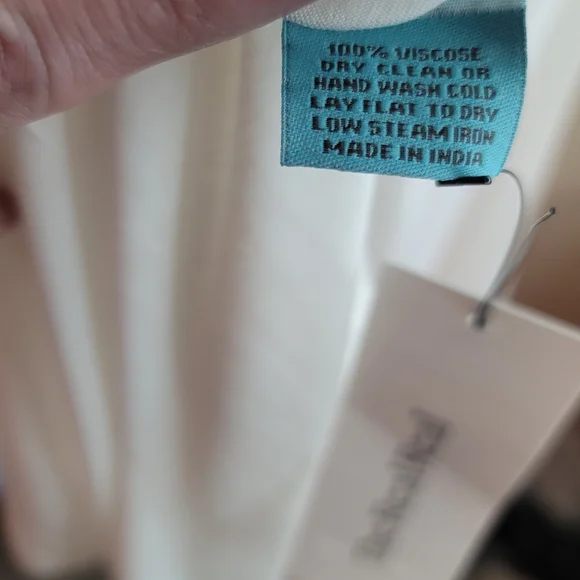 100% VISCOSE
DRY CLEAN OR
HAND WASH COLD
LAY FLAT TO DRY
LOW STEAM IRON
MADE IN INDIA